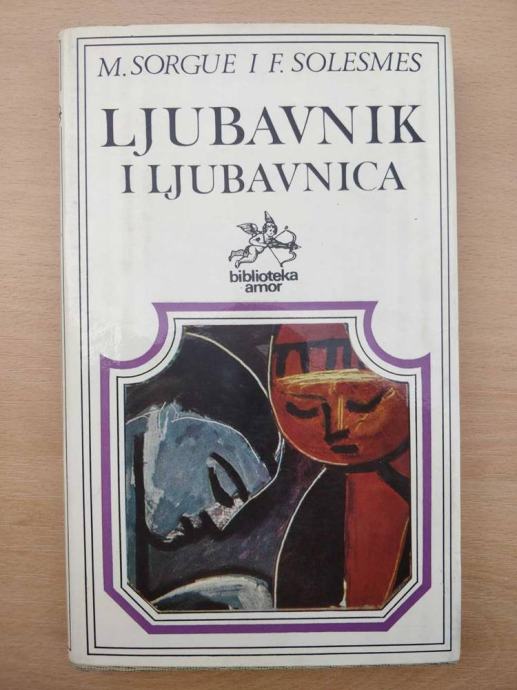 M. SORGUE I F. SOLESMES
LJUBAVNIK
I LJUBAVNICA
biblioteka
amor